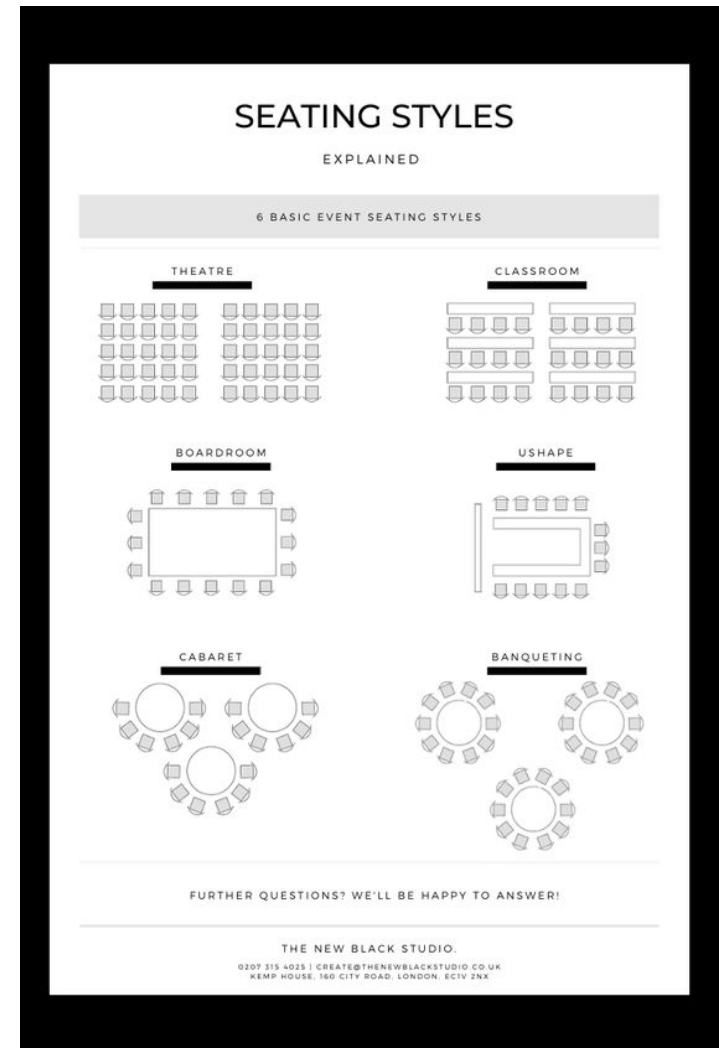 SEATING STYLES
EXPLAINED
6 BASIC EVENT SEATING STYLES
THEATRE
CLASSROOM
BOARDROOM
USHAPE
CABARET
BANQUETING
FURTHER QUESTIONS? WE'LL BE HAPPY TO ANSWER!
THE NEW BLACK STUDIO.
0207 315 4025 | CREATE@THENEWBLACKSTUDIO.CO.UK
KEMP HOUSE, 160 CITY ROAD, LONDON, EC1V 2NX